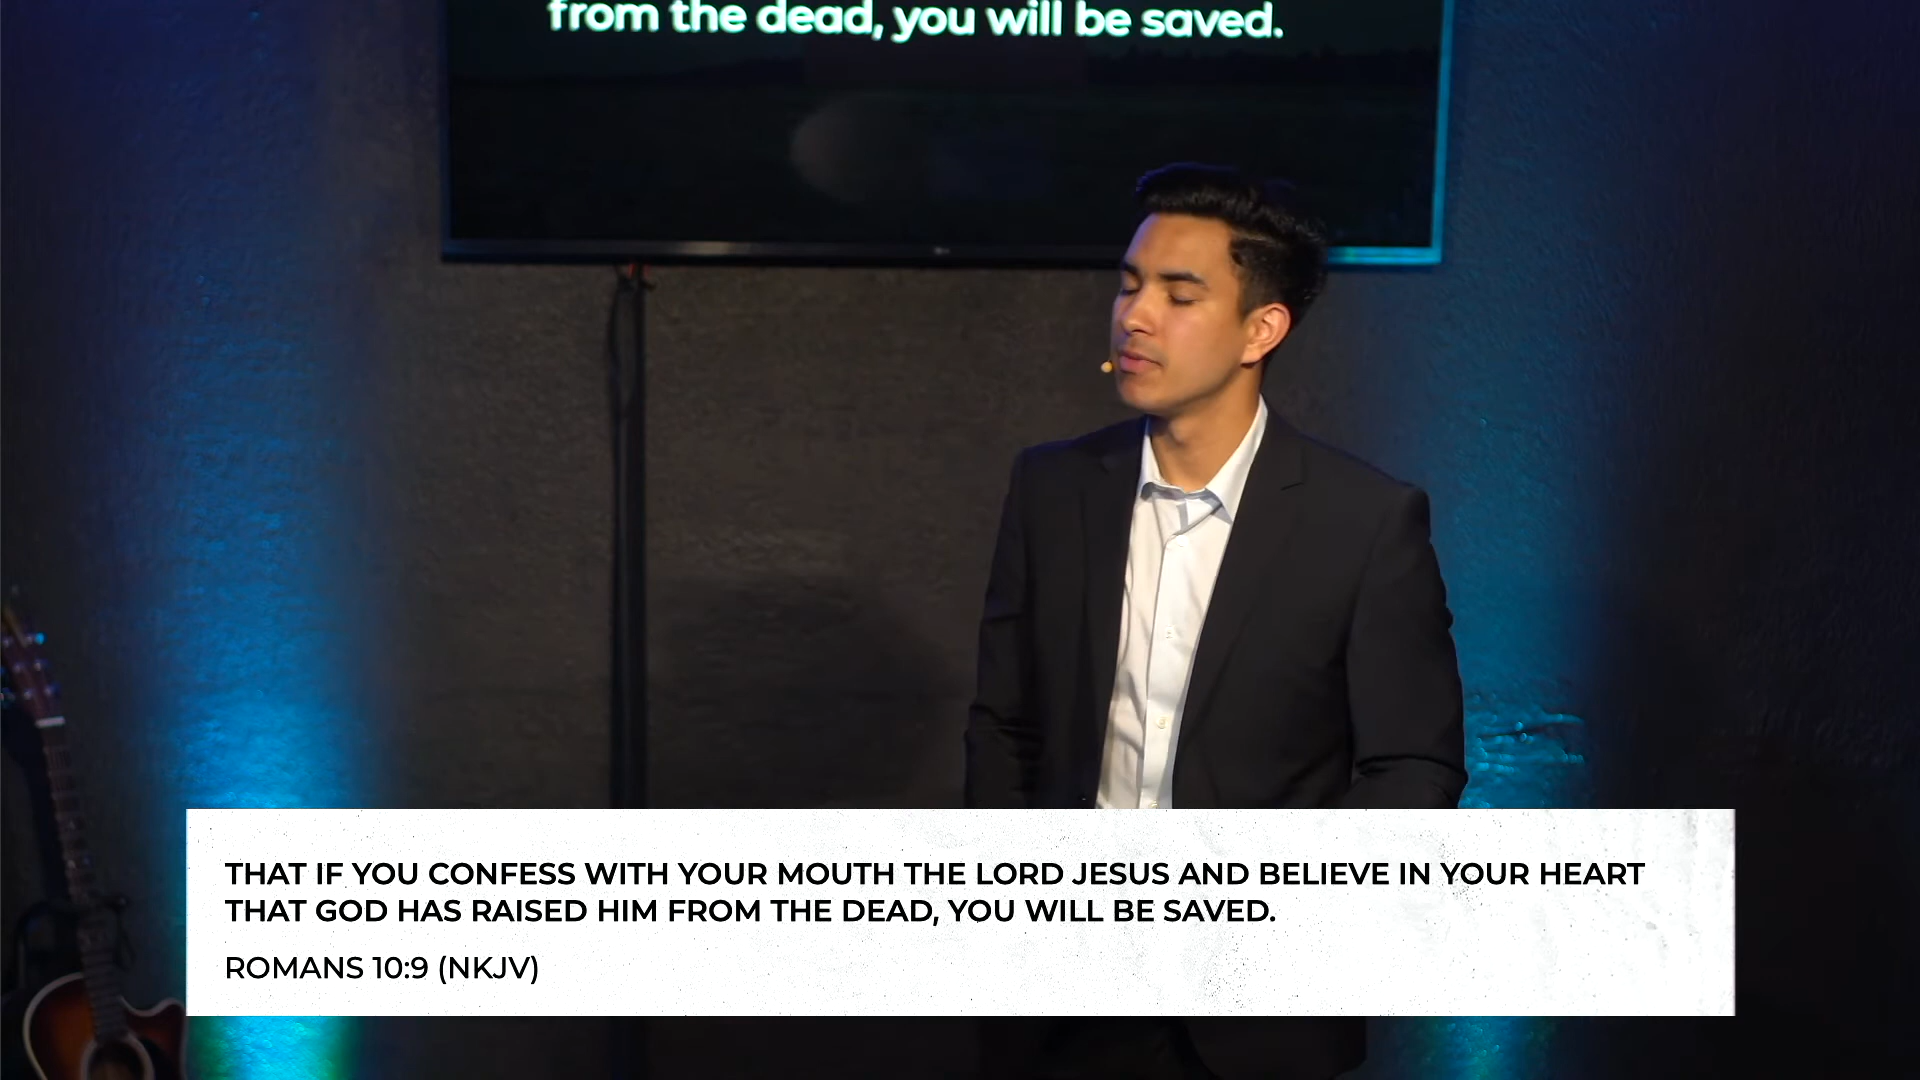 from the dead, you will be saved.
THAT IF YOU CONFESS WITH YOUR MOUTH THE LORD JESUS AND BELIEVE IN YOUR HEART
THAT GOD HAS RAISED HIM FROM THE DEAD, YOU WILL BE SAVED.
ROMANS 10:9 (NKJV)